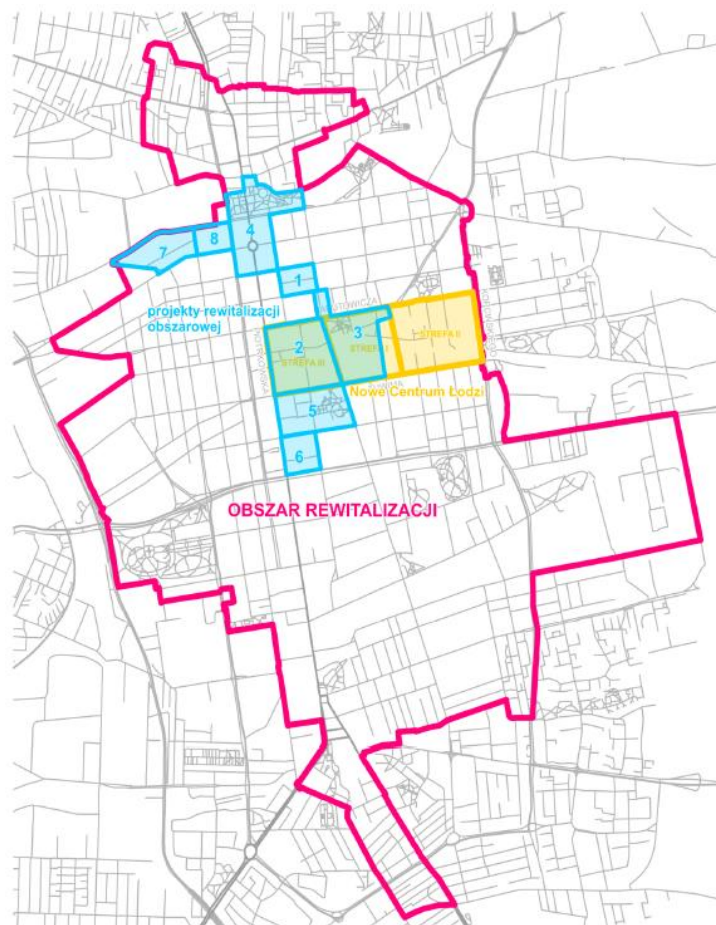 4
8
7
1
projekty rewitalizacji
obszarowej
3
STREFA I
STREFA II
2
STREFA III
Nowe Centrum Łodzi
5
6
OBSZAR REWITALIZACJI